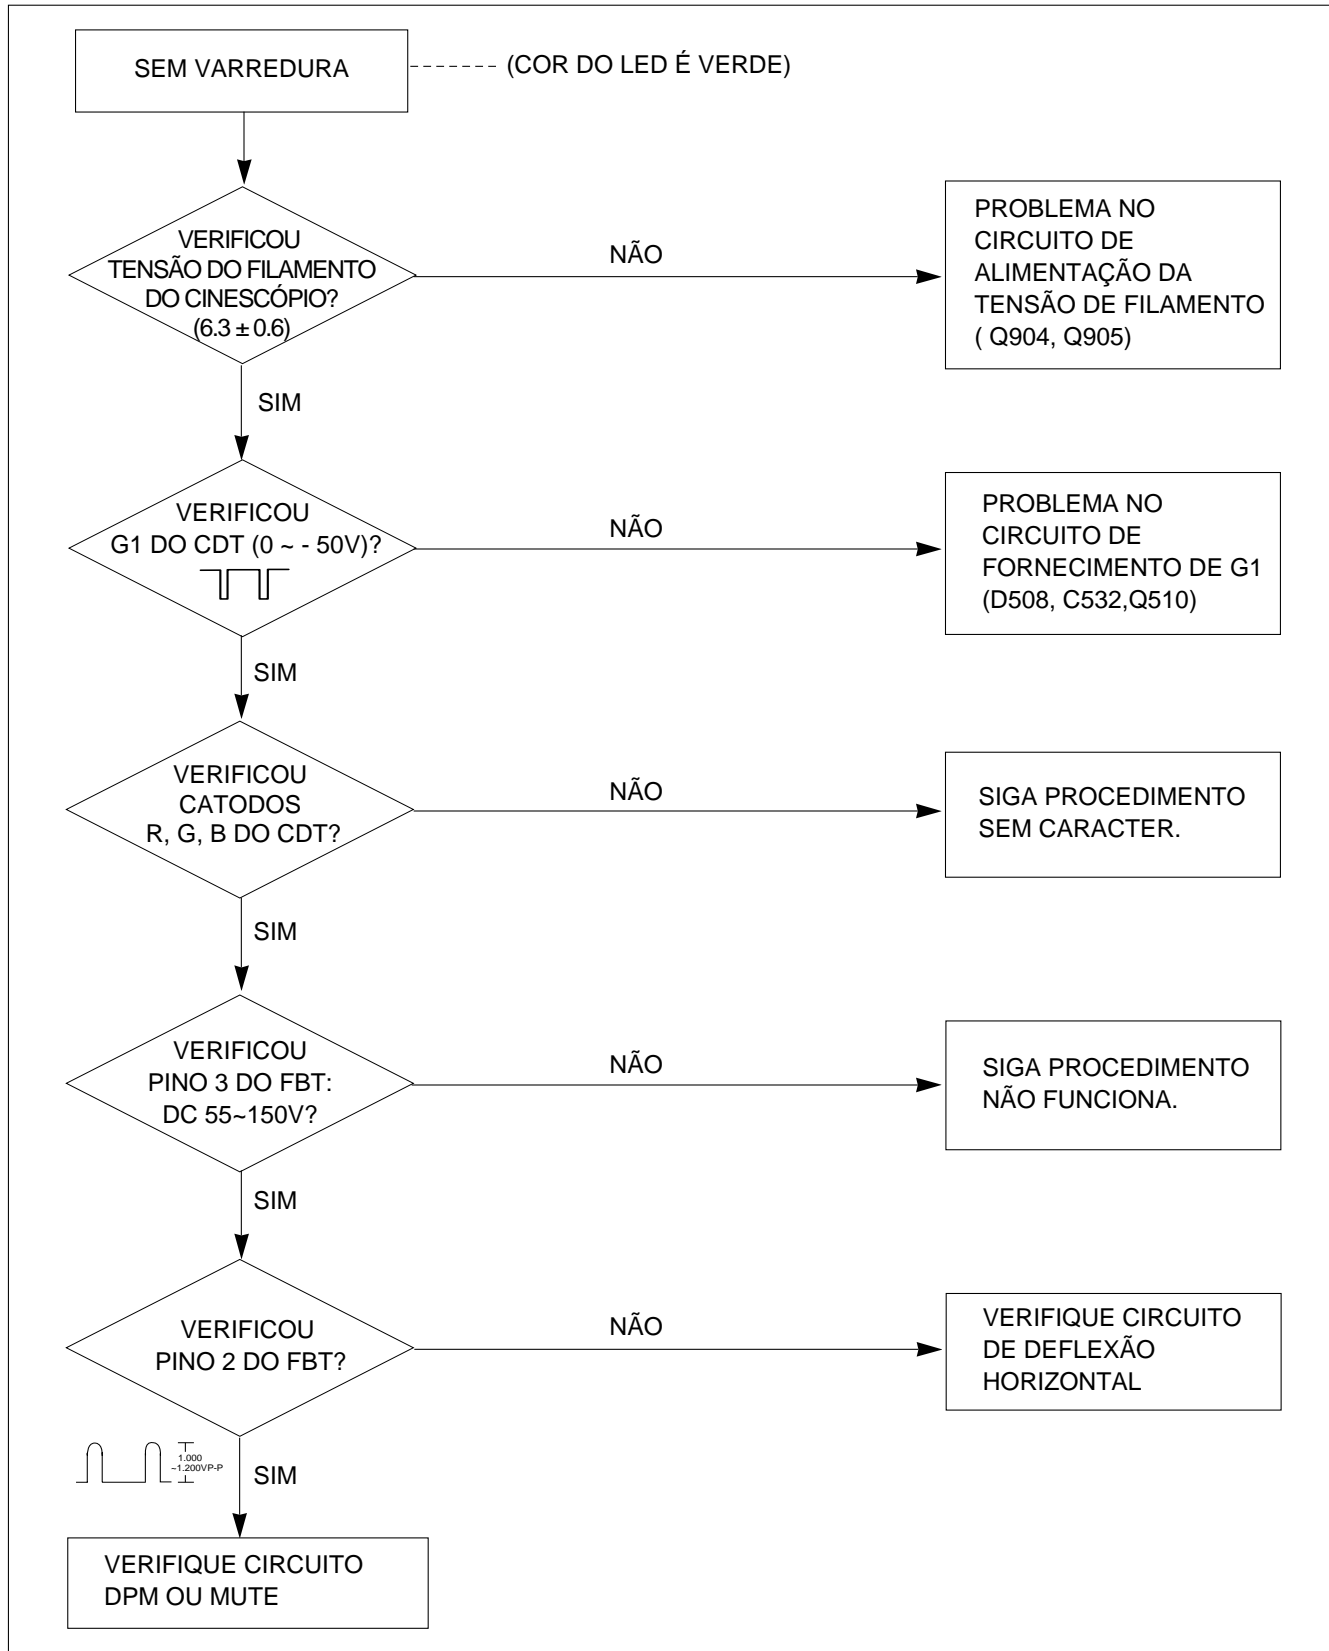 SEM VARREDURA
(COR DO LED É VERDE)
VERIFICOU
TENSÃO DO FILAMENTO
DO CINESCÓPIO?
(6.3 ± 0.6)
NÃO
PROBLEMA NO
CIRCUITO DE
ALIMENTAÇÃO DA
TENSÃO DE FILAMENTO
( Q904, Q905)
SIM
VERIFICOU
G1 DO CDT (0 ~ - 50V)?
NÃO
PROBLEMA NO
CIRCUITO DE
FORNECIMENTO DE G1
(D508, C532,Q510)
SIM
VERIFICOU
CATODOS
R, G, B DO CDT?
NÃO
SIGA PROCEDIMENTO
SEM CARACTER.
SIM
VERIFICOU
PINO 3 DO FBT:
DC 55~150V?
NÃO
SIGA PROCEDIMENTO
NÃO FUNCIONA.
SIM
VERIFICOU
PINO 2 DO FBT?
NÃO
VERIFIQUE CIRCUITO
DE DEFLEXÃO
HORIZONTAL
1.000
~1.200VP-P
SIM
VERIFIQUE CIRCUITO
DPM OU MUTE